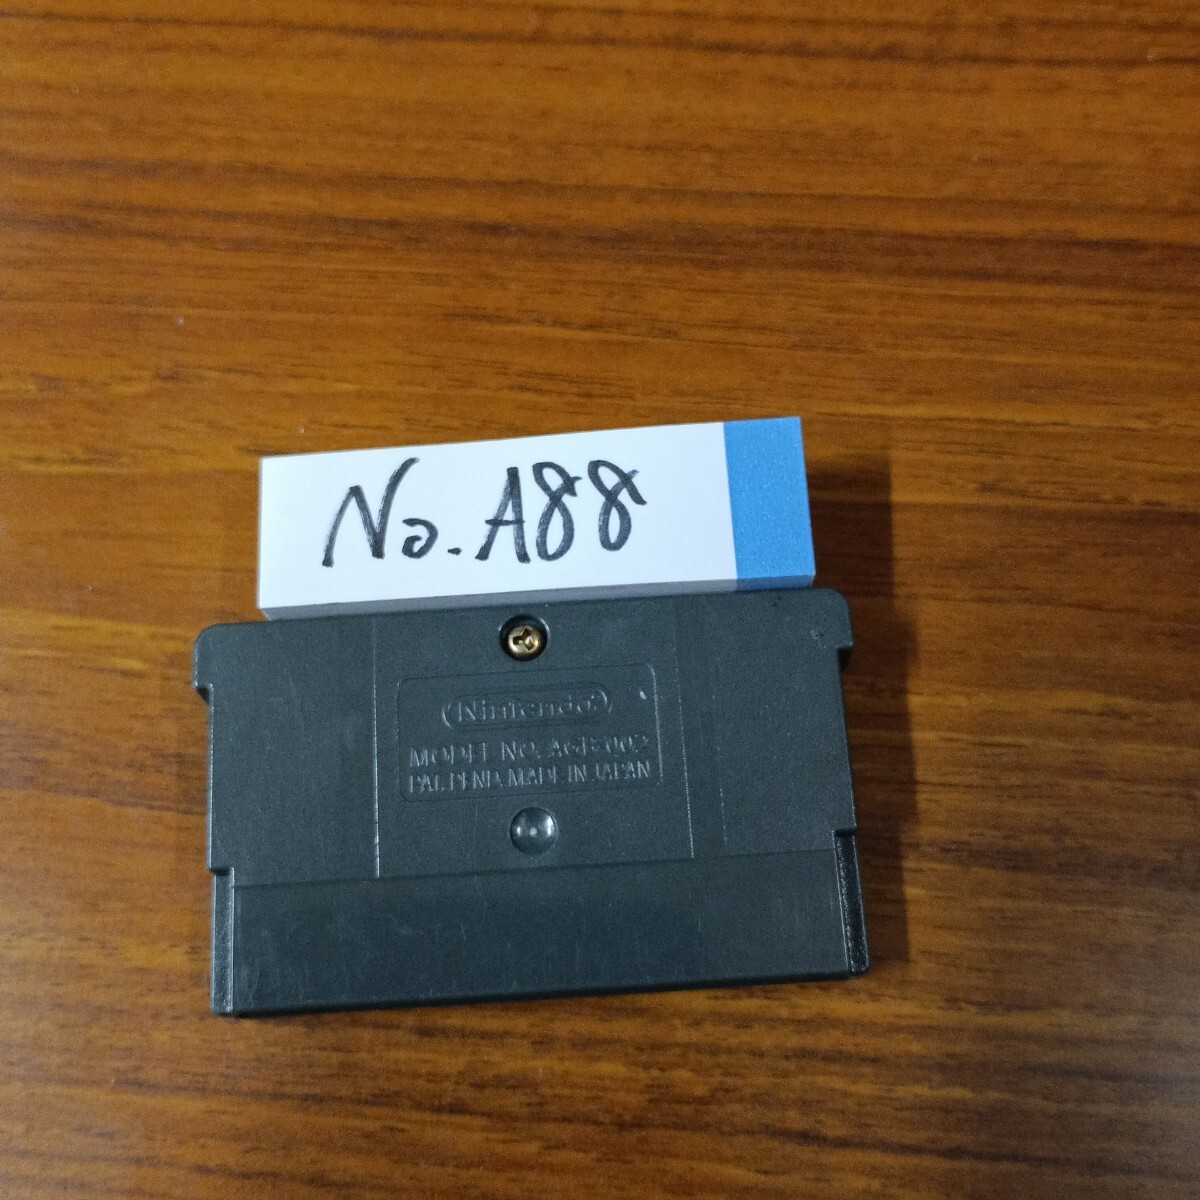 No. A88
Nintendo
MODEL NO. AGB-002
PAT. PEND. MADE IN JAPAN